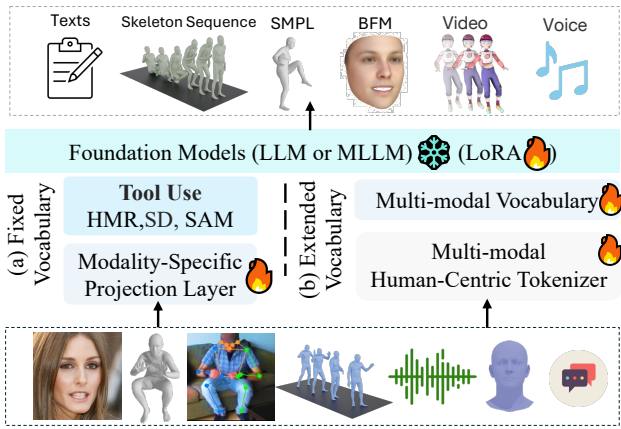 Texts
Skeleton Sequence
SMPL
BFM
Video
Voice
Foundation Models (LLM or MLLM) (LoRA )
(a) Fixed
Vocabulary
Tool Use
HMR,SD, SAM
Modality-Specific
Projection Layer
(b) Extended
Vocabulary
Multi-modal Vocabulary
Multi-modal
Human-Centric Tokenizer